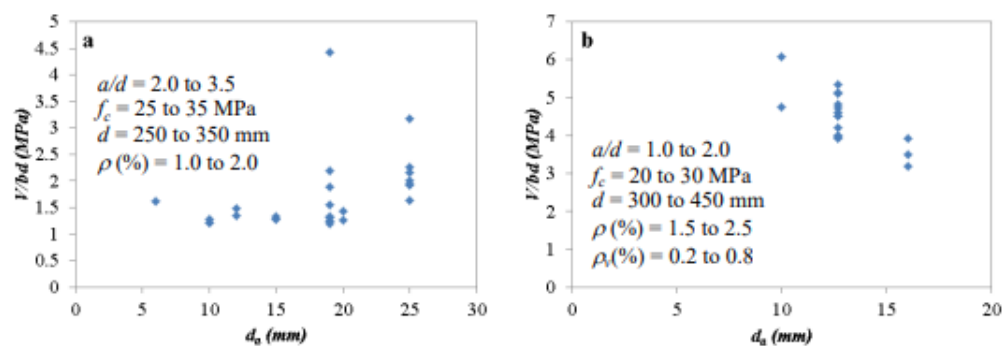 a
5
4.5
4
3.5
3
2.5
2
1.5
1
0.5
0
V/bd (MPa)
a/d = 2.0 to 3.5
fc = 25 to 35 MPa
d = 250 to 350 mm
ρ (%) = 1.0 to 2.0
0 5 10 15 20 25 30
da (mm)
b
7
6
5
4
3
2
1
0
V/bd (MPa)
a/d = 1.0 to 2.0
fc = 20 to 30 MPa
d = 300 to 450 mm
ρ (%) = 1.5 to 2.5
ρv(%) = 0.2 to 0.8
0 5 10 15 20
da (mm)